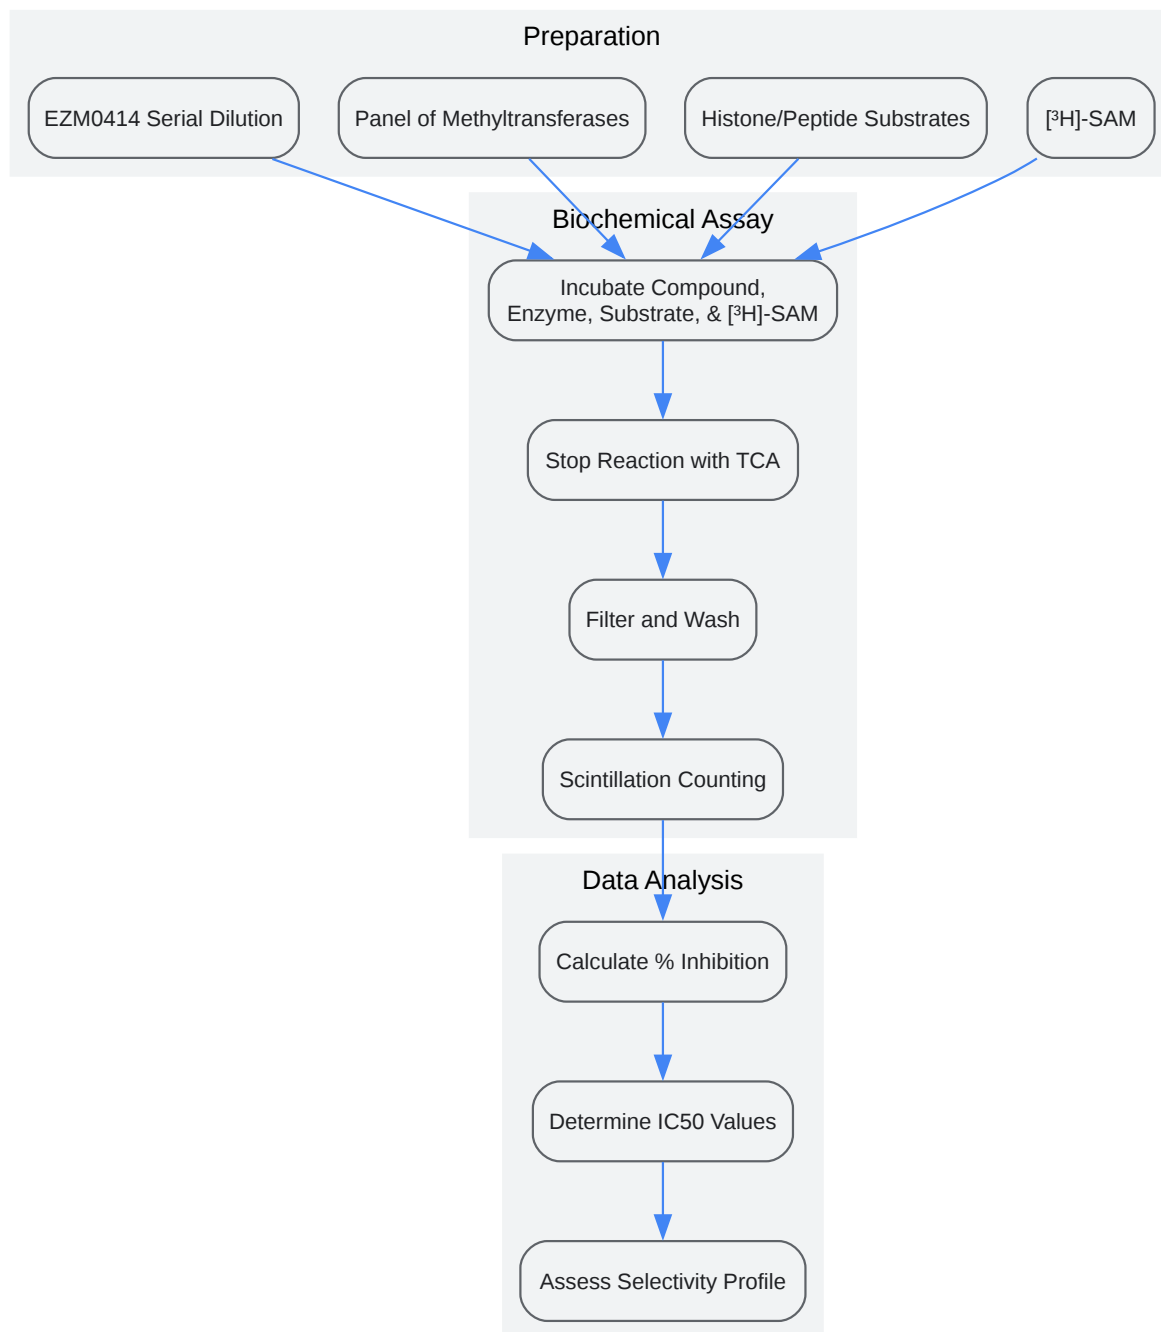 Preparation
EZM0414 Serial Dilution
Panel of Methyltransferases
Histone/Peptide Substrates
[³H]-SAM
Biochemical Assay
Incubate Compound,
Enzyme, Substrate, & [³H]-SAM
Stop Reaction with TCA
Filter and Wash
Scintillation Counting
Data Analysis
Calculate % Inhibition
Determine IC50 Values
Assess Selectivity Profile